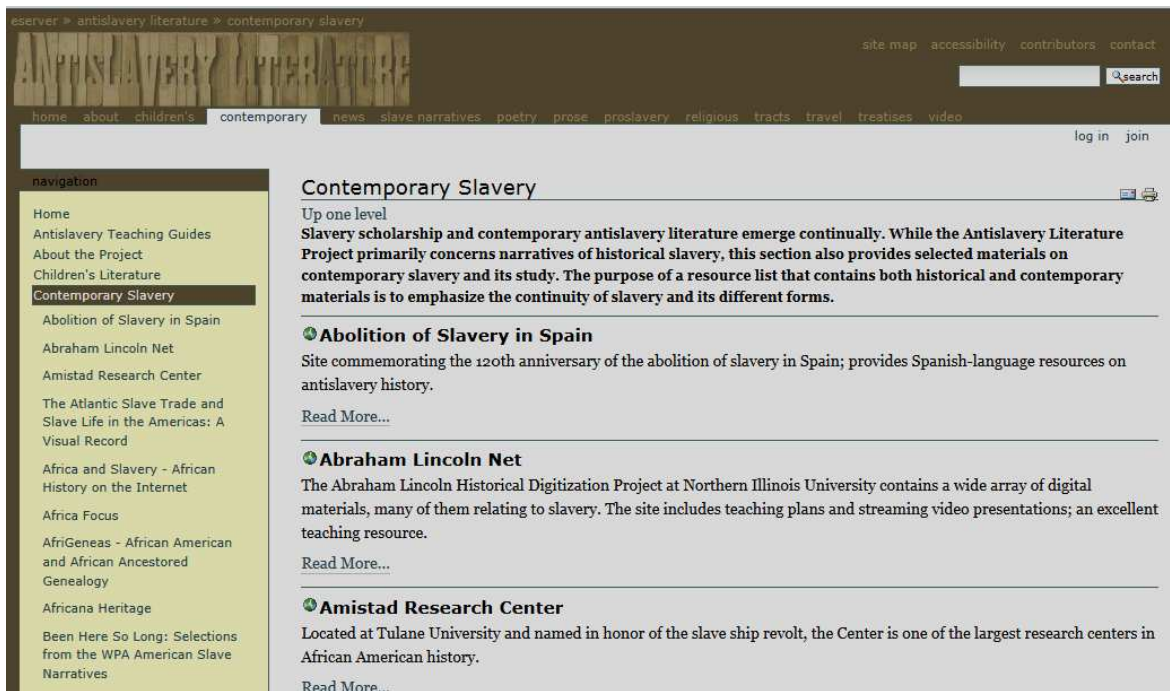 eserver » antislavery literature » contemporary slavery
ANTISLAVERY LITERATURE
site map accessibility contributors contact
search
home about children's contemporary news slave narratives poetry prose proslavery religious tracts travel treatises video
log in join
navigation
Home
Antislavery Teaching Guides
About the Project
Children's Literature
Contemporary Slavery
Abolition of Slavery in Spain
Abraham Lincoln Net
Amistad Research Center
The Atlantic Slave Trade and
Slave Life in the Americas: A
Visual Record
Africa and Slavery - African
History on the Internet
Africa Focus
AfriGeneas - African American
and African Ancestored
Genealogy
Africana Heritage
Been Here So Long: Selections
from the WPA American Slave
Narratives
Contemporary Slavery
Up one level
Slavery scholarship and contemporary antislavery literature emerge continually. While the Antislavery Literature
Project primarily concerns narratives of historical slavery, this section also provides selected materials on
contemporary slavery and its study. The purpose of a resource list that contains both historical and contemporary
materials is to emphasize the continuity of slavery and its different forms.
Abolition of Slavery in Spain
Site commemorating the 120th anniversary of the abolition of slavery in Spain; provides Spanish-language resources on
antislavery history.
Read More...
Abraham Lincoln Net
The Abraham Lincoln Historical Digitization Project at Northern Illinois University contains a wide array of digital
materials, many of them relating to slavery. The site includes teaching plans and streaming video presentations; an excellent
teaching resource.
Read More...
Amistad Research Center
Located at Tulane University and named in honor of the slave ship revolt, the Center is one of the largest research centers in
African American history.
Read More...